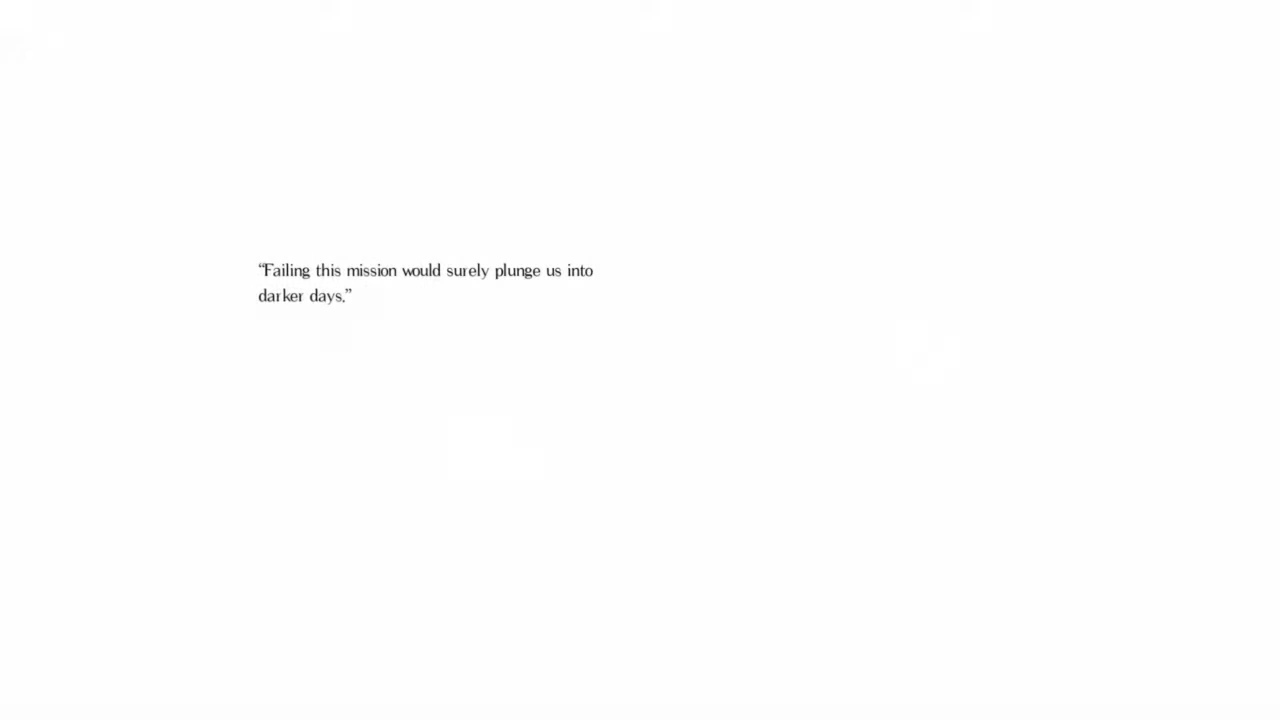 “Failing this mission would surely plunge us into
darker days.”